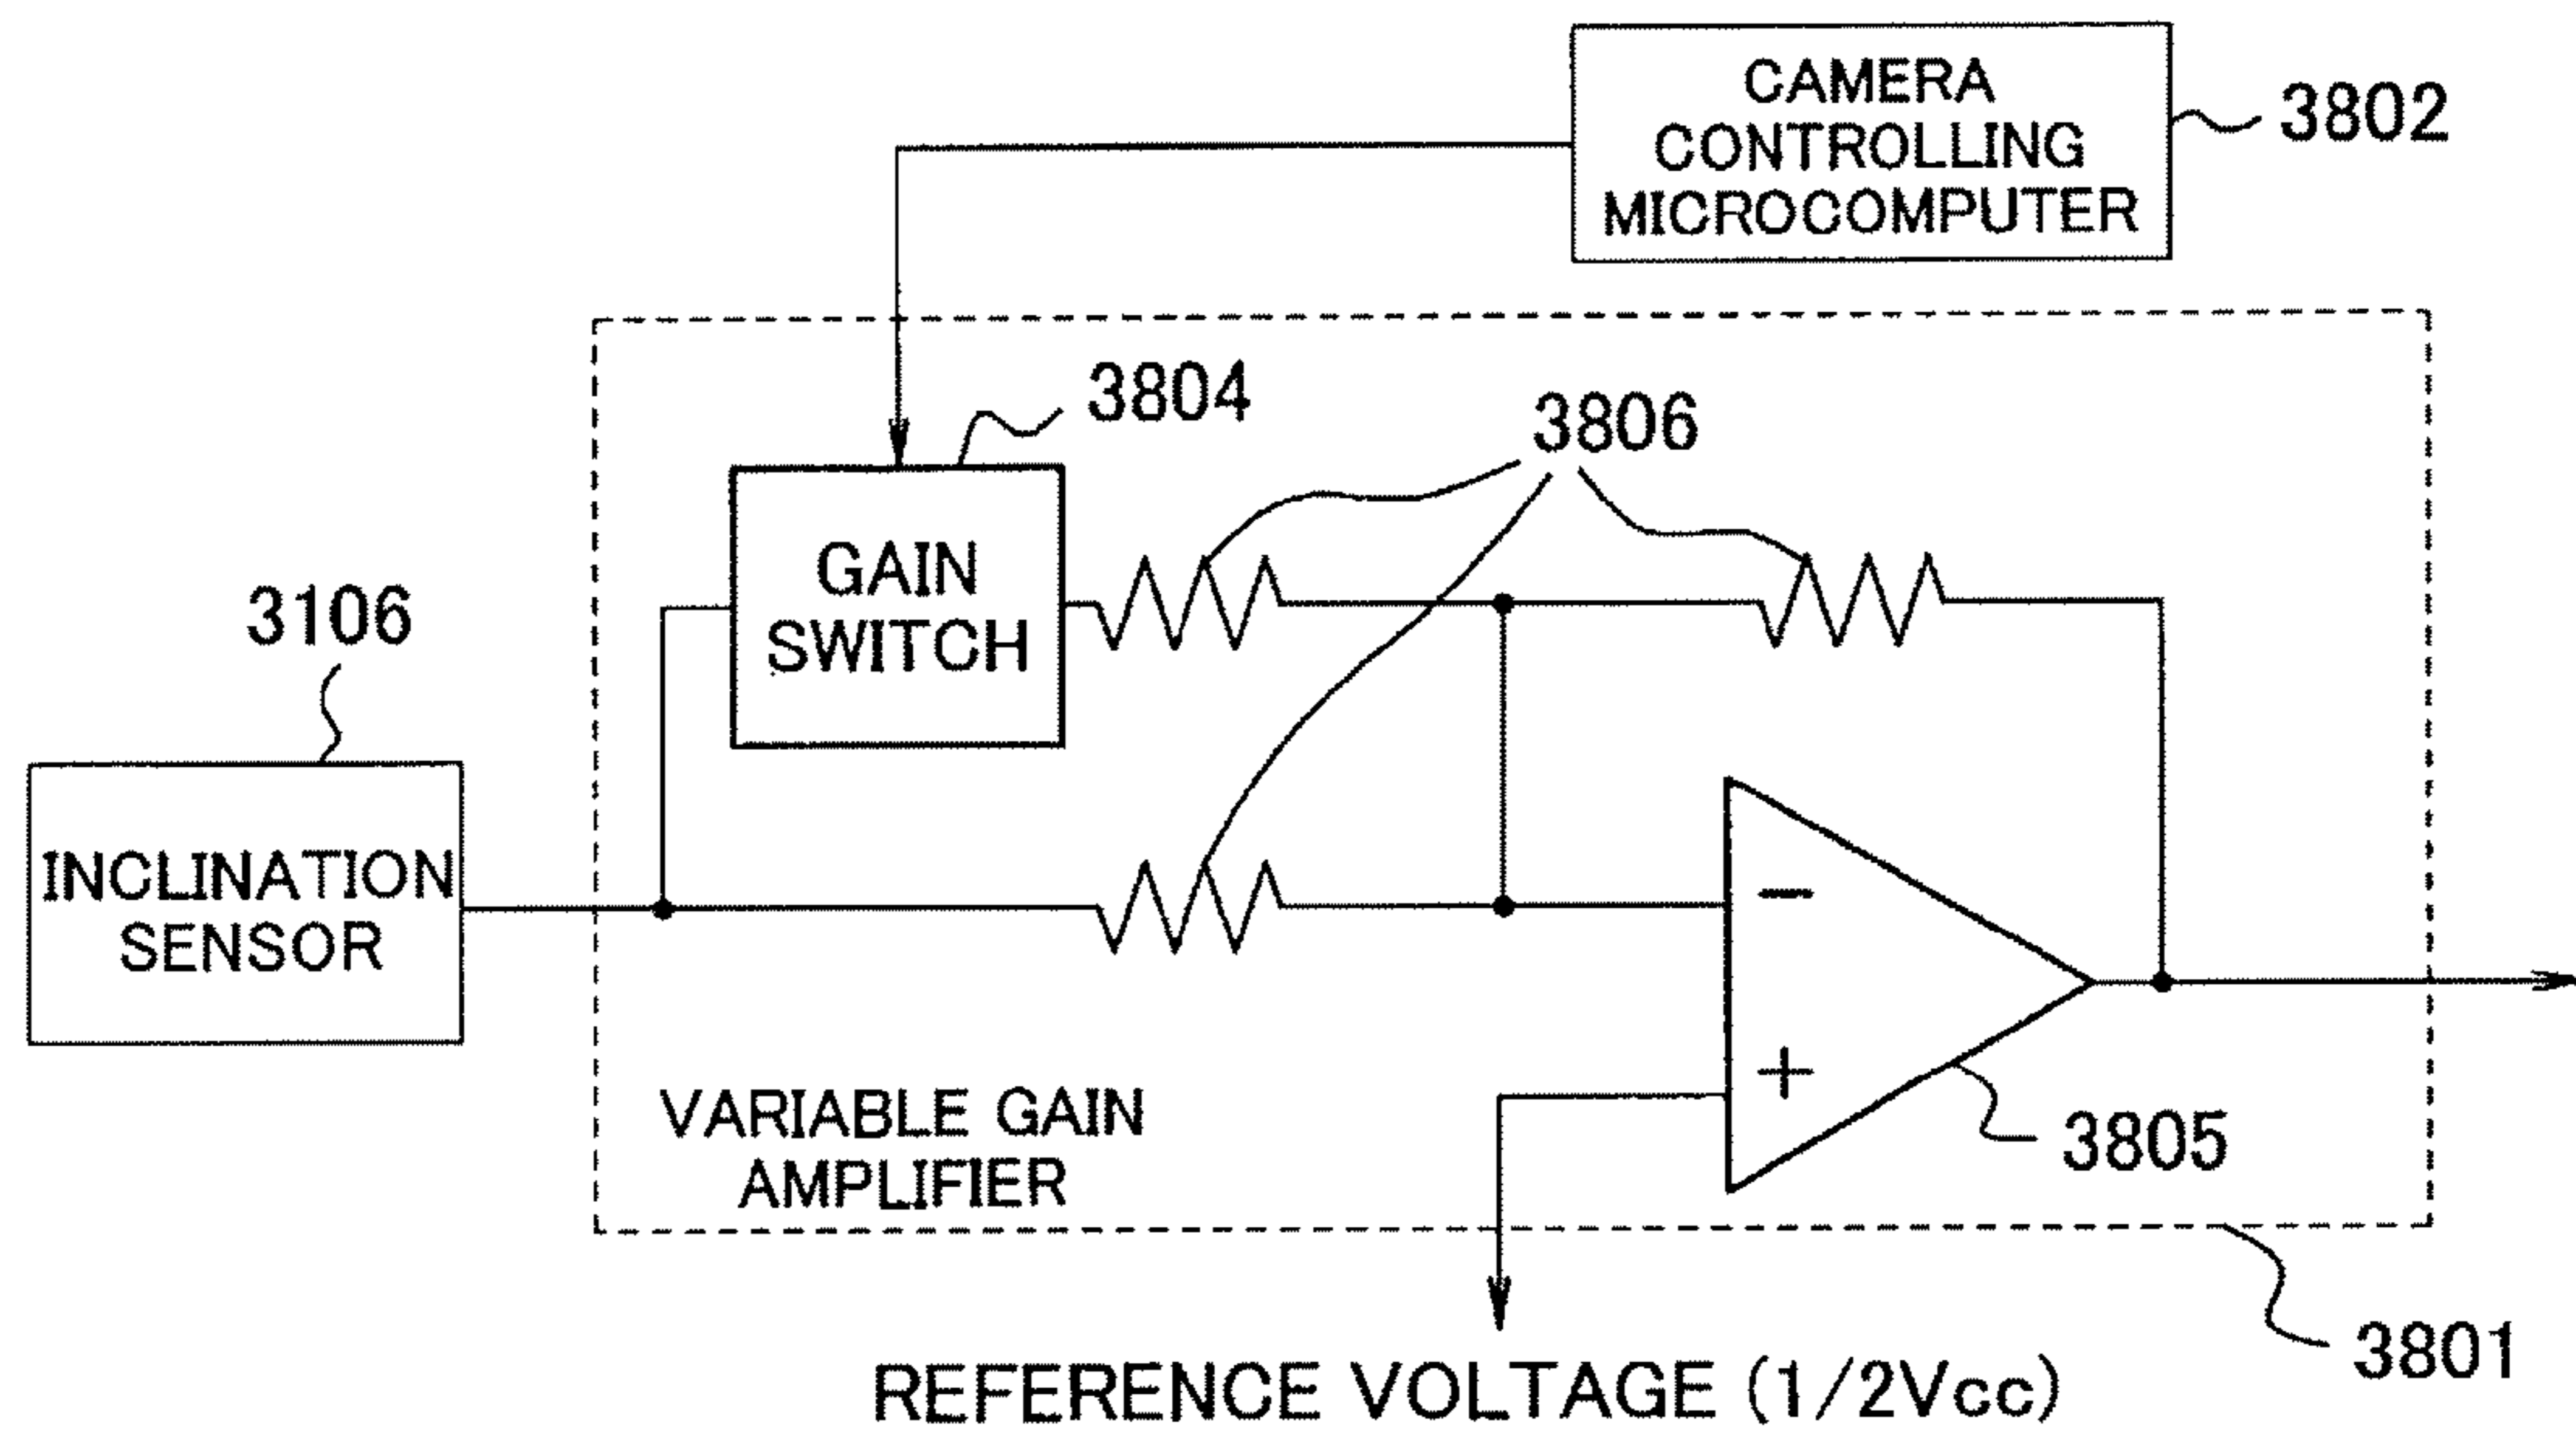 CAMERA
CONTROLLING
MICROCOMPUTER
3802
3804
3806
GAIN
SWITCH
3106
INCLINATION
SENSOR
−
+
VARIABLE GAIN
AMPLIFIER
3805
3801
REFERENCE VOLTAGE (1/2Vcc)